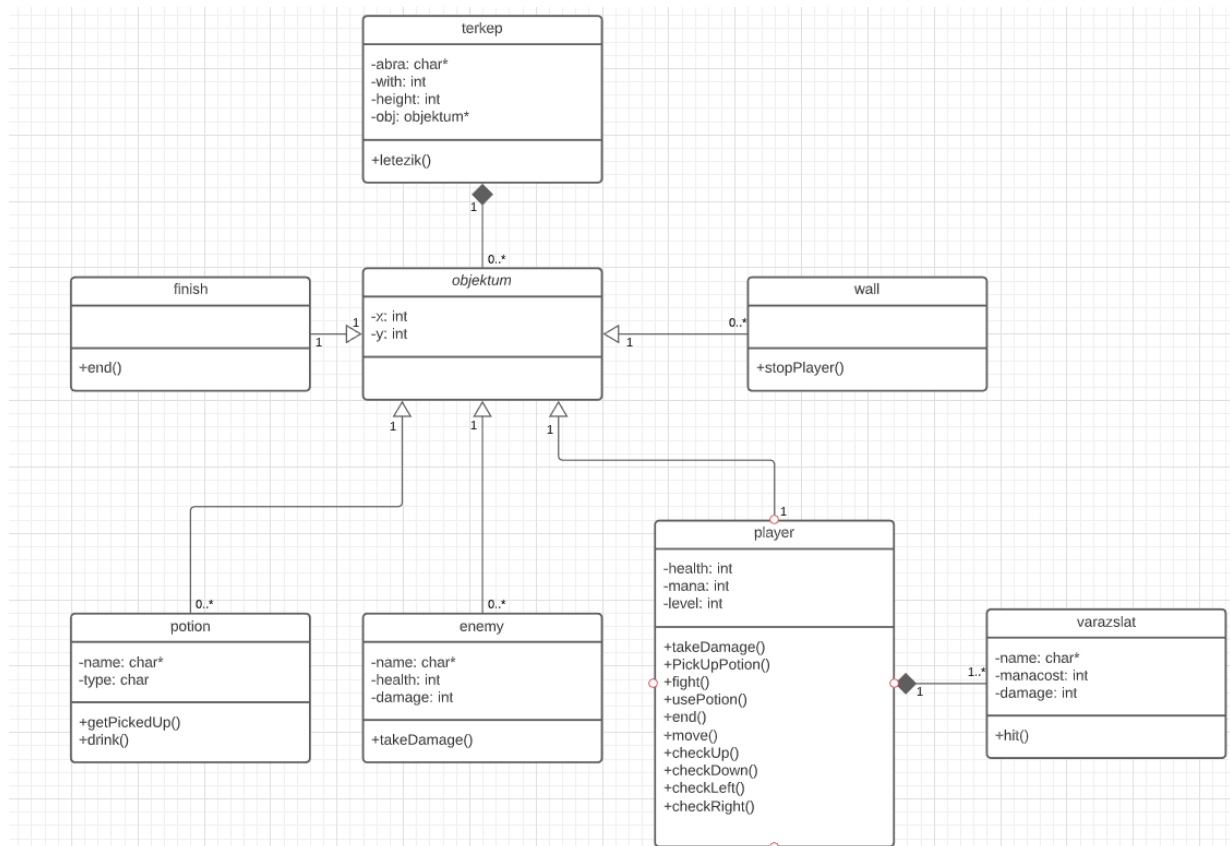 terkep
-abra: char*
-with: int
-height: int
-obj: objektum*
+letezik()
1
0..*
finish
+end()
1
1
objektum
-x: int
-y: int
wall
+stopPlayer()
0..*
1
1
1
1
0..*
potion
-name: char*
-type: char
+getPickedUp()
+drink()
0..*
enemy
-name: char*
-health: int
-damage: int
+takeDamage()
1
player
-health: int
-mana: int
-level: int
+takeDamage()
+PickUpPotion()
+fight()
+usePotion()
+end()
+move()
+checkUp()
+checkDown()
+checkLeft()
+checkRight()
1
1..*
varazslat
-name: char*
-manacost: int
-damage: int
+hit()